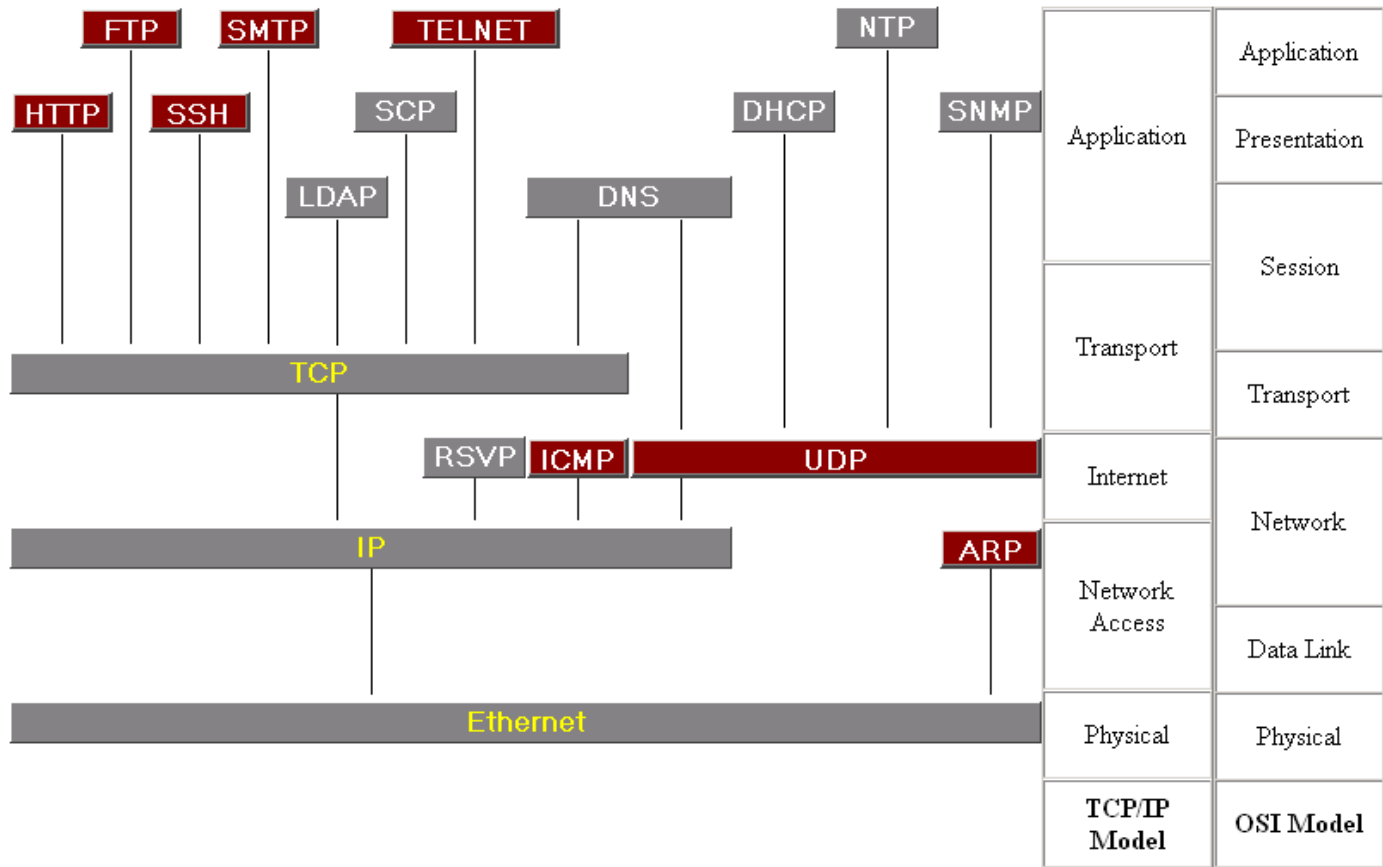 FTP
SMTP
TELNET
NTP
HTTP
SSH
SCP
DHCP
SNMP
LDAP
DNS
TCP
RSVP
ICMP
UDP
IP
ARP
Ethernet
Application
Transport
Internet
Network
Access
Physical
TCP/IP
Model
Application
Presentation
Session
Transport
Network
Data Link
Physical
OSI Model